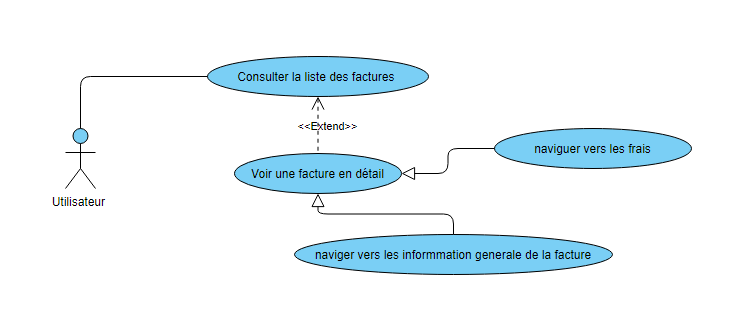 Consulter la liste des factures
<<Extend>>
naviguer vers les frais
Voir une facture en détail
Utilisateur
naviger vers les informmation generale de la facture